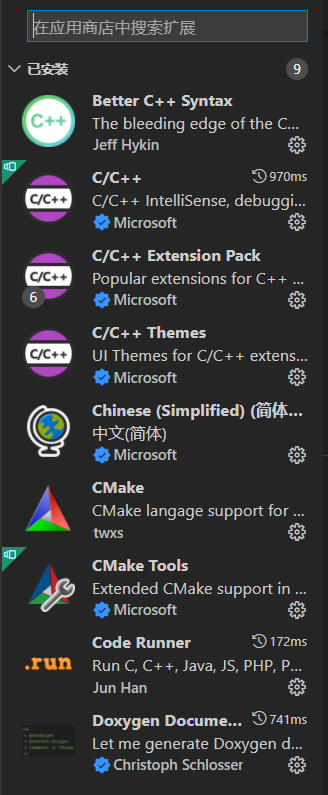 在应用商店中搜索扩展
已安装 9
C++
Better C++ Syntax
The bleeding edge of the C...
Jeff Hykin
C/C++
C/C++ 970ms
C/C++ IntelliSense, debuggi...
Microsoft
C/C++
6
C/C++ Extension Pack
Popular extensions for C++ ...
Microsoft
C/C++
C/C++ Themes
UI Themes for C/C++ extens...
Microsoft
Chinese (Simplified) (简体...
中文(简体)
Microsoft
CMake
CMake langage support for ...
twxs
CMake Tools
Extended CMake support in ...
Microsoft
.run
Code Runner 172ms
Run C, C++, Java, JS, PHP, P...
Jun Han
Doxygen Docume... 741ms
Let me generate Doxygen d...
Christoph Schlosser